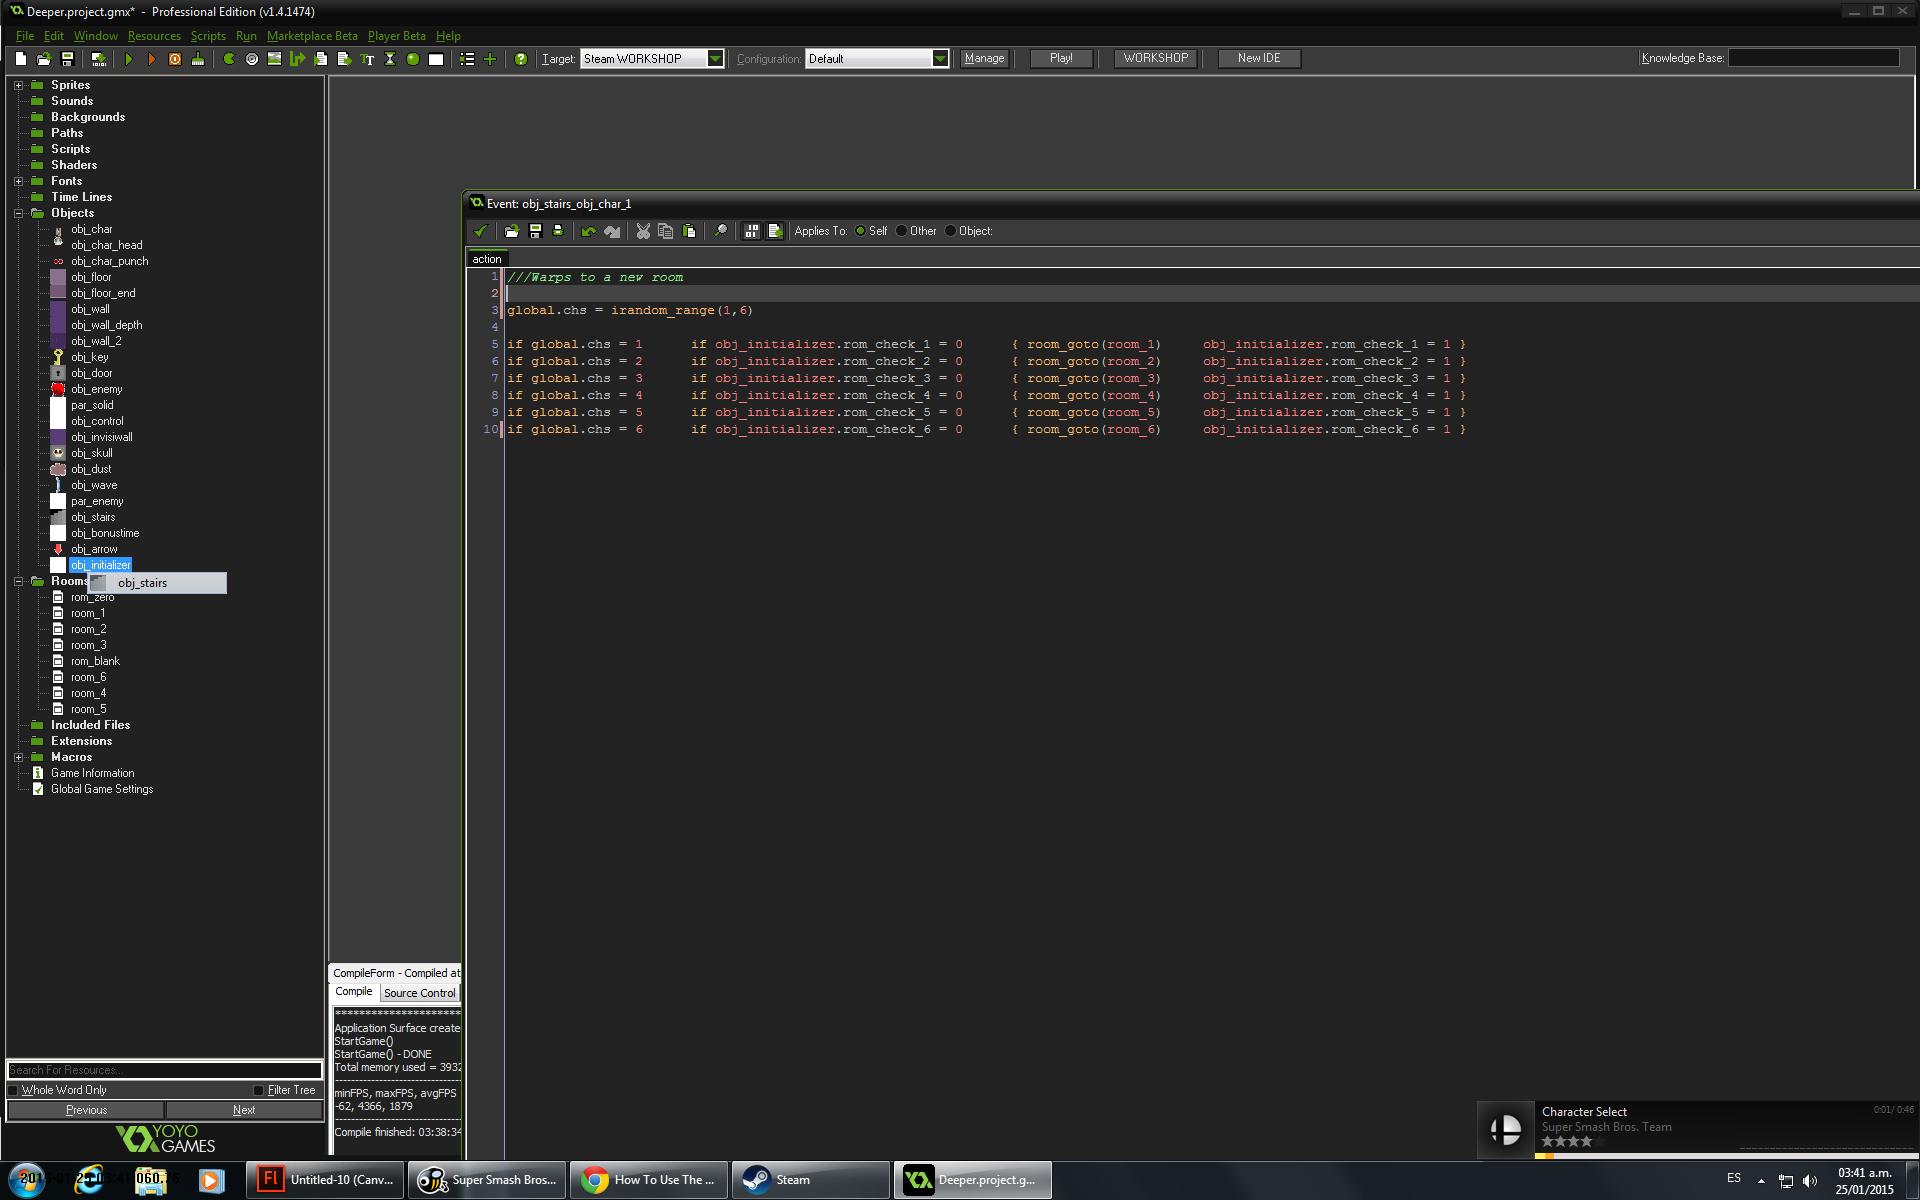 Deeper.project.gmx* - Professional Edition (v1.4.1474)
File Edit Window Resources Scripts Run Marketplace Beta Player Beta Help
Target: Steam WORKSHOP Configuration: Default Manage Play! WORKSHOP New IDE Knowledge Base:
Sprites
Sounds
Backgrounds
Paths
Scripts
Shaders
Fonts
Time Lines
Objects
obj_char
obj_char_head
obj_char_punch
obj_floor
obj_floor_end
obj_wall
obj_wall_depth
obj_wall_2
obj_key
obj_door
obj_enemy
par_solid
obj_control
obj_invisiwall
obj_skull
obj_dust
obj_wave
par_enemy
obj_stairs
obj_bonustime
obj_arrow
obj_initializer
Rooms
obj_stairs
rom_zero
room_1
room_2
room_3
rom_blank
room_6
room_4
room_5
Included Files
Extensions
Macros
Game Information
Global Game Settings
Search For Resources...
Whole Word Only Filter Tree
Previous Next
YOYO
GAMES
Event: obj_stairs_obj_char_1
Applies To: Self Other Object:
action
1 ///Warps to a new room
2
3 global.chs = irandom_range(1,6)
4
5 if global.chs = 1 if obj_initializer.rom_check_1 = 0 { room_goto(room_1) obj_initializer.rom_check_1 = 1 }
6 if global.chs = 2 if obj_initializer.rom_check_2 = 0 { room_goto(room_2) obj_initializer.rom_check_2 = 1 }
7 if global.chs = 3 if obj_initializer.rom_check_3 = 0 { room_goto(room_3) obj_initializer.rom_check_3 = 1 }
8 if global.chs = 4 if obj_initializer.rom_check_4 = 0 { room_goto(room_4) obj_initializer.rom_check_4 = 1 }
9 if global.chs = 5 if obj_initializer.rom_check_5 = 0 { room_goto(room_5) obj_initializer.rom_check_5 = 1 }
10 if global.chs = 6 if obj_initializer.rom_check_6 = 0 { room_goto(room_6) obj_initializer.rom_check_6 = 1 }
CompileForm - Compiled at
Compile Source Control
Application Surface create
StartGame()
StartGame() - DONE
Total memory used = 3932
minFPS, maxFPS, avgFPS
-62, 4366, 1879
Compile finished: 03:38:34
Character Select 0:01/ 0:46
Super Smash Bros. Team
Untitled-10 (Canv... Super Smash Bros... How To Use The ... Steam Deeper.project.g...
ES
03:41 a.m.
25/01/2015